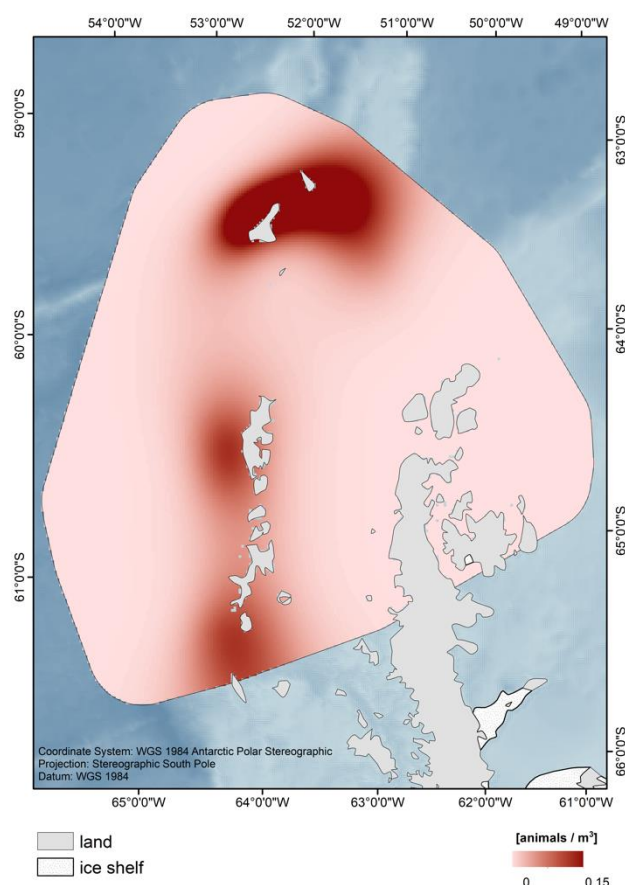 54°0'0"W 53°0'0"W 52°0'0"W 51°0'0"W 50°0'0"W 49°0'0"W
59°0'0"S
63°0'0"S
60°0'0"S
64°0'0"S
65°0'0"S
61°0'0"S
66°0'0"S
Coordinate System: WGS 1984 Antarctic Polar Stereographic
Projection: Stereographic South Pole
Datum: WGS 1984
65°0'0"W 64°0'0"W 63°0'0"W 62°0'0"W 61°0'0"W
land
ice shelf
[animals / m³]
0 0.15